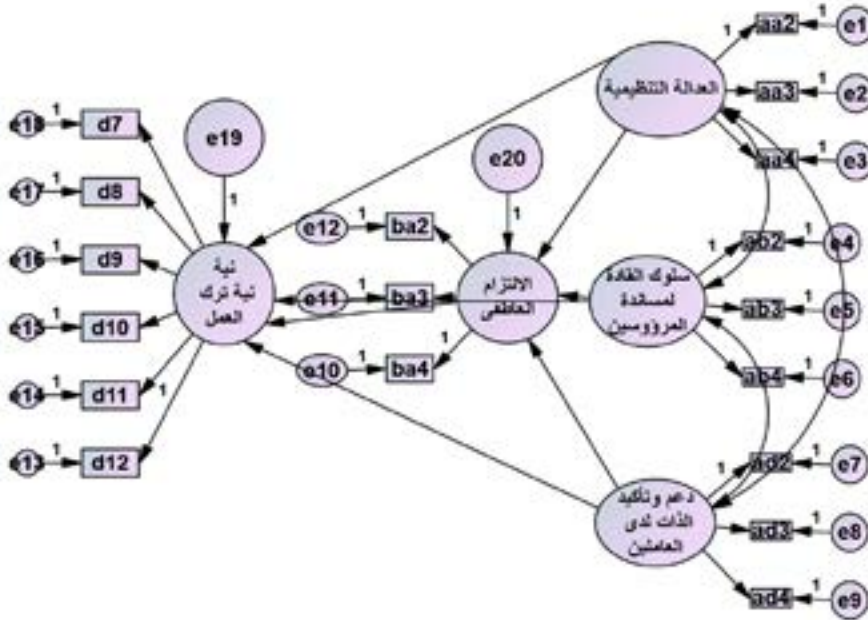 1
aa2
1
e1
العدالة التنظيمية
aa3
1
e2
aa4
1
e3
e18
1
d7
e19
1
e20
1
e17
1
d8
e12
1
ba2
1
ab2
1
e4
e16
1
d9
نية
نية ترك
العمل
e11
1
ba3
الالتزام
العاطفى
سلوك القادة
لمساندة
المرؤوسين
ab3
1
e5
e15
1
d10
e10
1
ba4
1
ab4
1
e6
e14
1
d11
1
e13
1
d12
1
ad2
1
e7
دعم وتأكيد
الذات لدى
العاملين
ad3
1
e8
ad4
1
e9